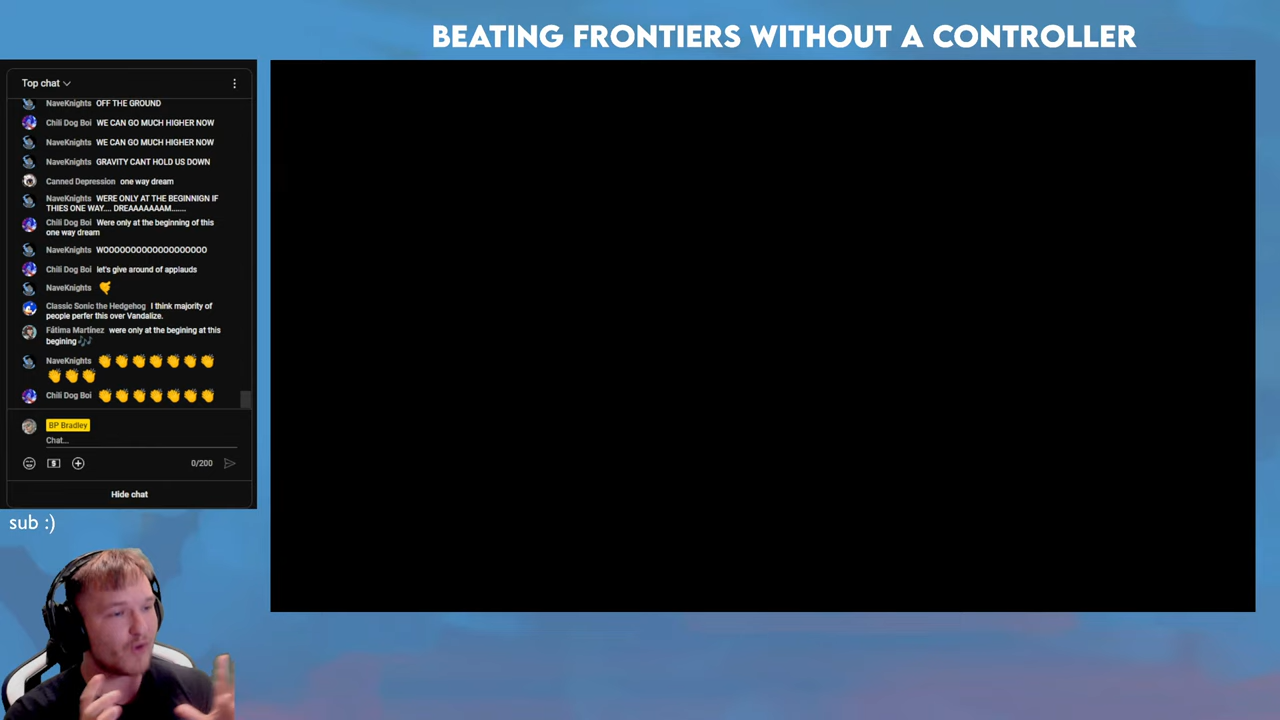 BEATING FRONTIERS WITHOUT A CONTROLLER
Top chat
NaveKnights OFF THE GROUND
Chili Dog Boi WE CAN GO MUCH HIGHER NOW
NaveKnights WE CAN GO MUCH HIGHER NOW
NaveKnights GRAVITY CANT HOLD US DOWN
Canned Depression one way dream
NaveKnights WERE ONLY AT THE BEGINNIGN IF
THIES ONE WAY.... DREAAAAAAM.......
Chili Dog Boi Were only at the beginning of this
one way dream
NaveKnights WOOOOOOOOOOOOOOOOOO
Chili Dog Boi let's give around of applauds
NaveKnights
Classic Sonic the Hedgehog I think majority of
people perfer this over Vandalize.
Fátima Martínez were only at the begining at this
begining🎶
NaveKnights 👏👏👏👏👏👏👏
👏👏👏
Chili Dog Boi 👏👏👏👏👏👏👏
BP Bradley
Chat...
0/200
Hide chat
sub :)